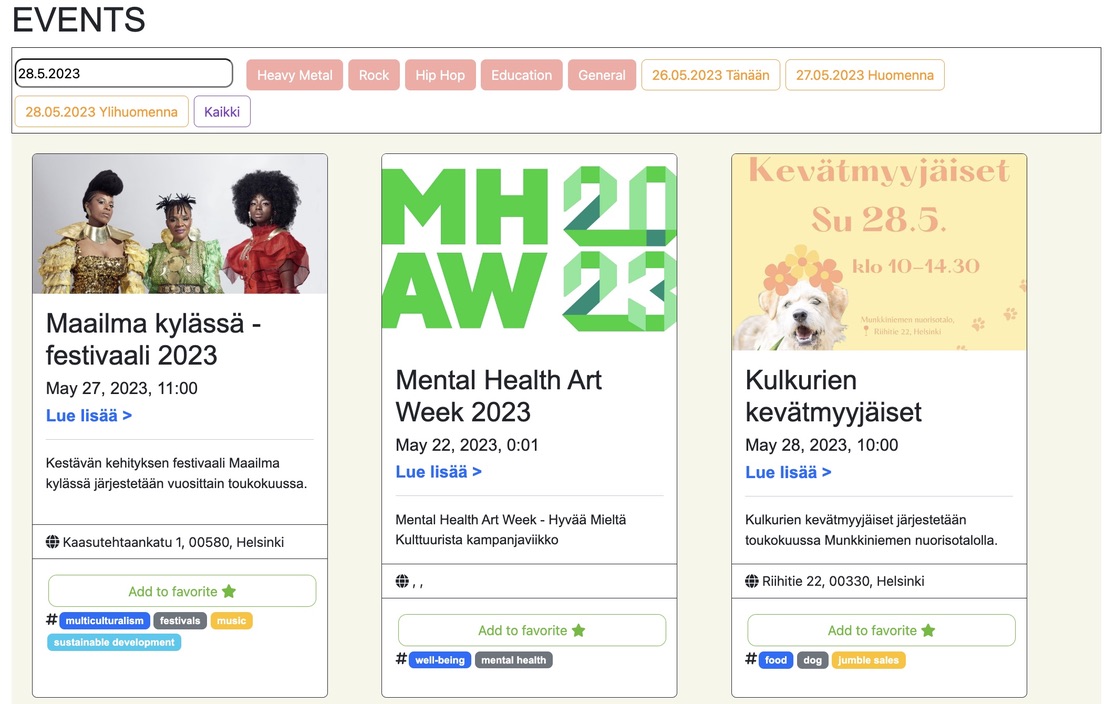 EVENTS
28.5.2023
Heavy Metal Rock Hip Hop Education General 26.05.2023 Tänään 27.05.2023 Huomenna
28.05.2023 Ylihuomenna Kaikki
Maailma kylässä -
festivaali 2023
May 27, 2023, 11:00
Lue lisää >
Kestävän kehityksen festivaali Maailma
kylässä järjestetään vuosittain toukokuussa.
Kaasutehtaankatu 1, 00580, Helsinki
Add to favorite
# multiculturalism festivals music
sustainable development
MH 20
AW 23
Mental Health Art
Week 2023
May 22, 2023, 0:01
Lue lisää >
Mental Health Art Week - Hyvää Mieltä
Kulttuurista kampanjaviikko
, ,
Add to favorite
# well-being mental health
Kevätmyyjäiset
Su 28.5.
klo 10–14.30
Munkkiniemen nuorisotalo,
Riihitie 22, Helsinki
Kulkurien
kevätmyyjäiset
May 28, 2023, 10:00
Lue lisää >
Kulkurien kevätmyyjäiset järjestetään
toukokuussa Munkkiniemen nuorisotalolla.
Riihitie 22, 00330, Helsinki
Add to favorite
# food dog jumble sales